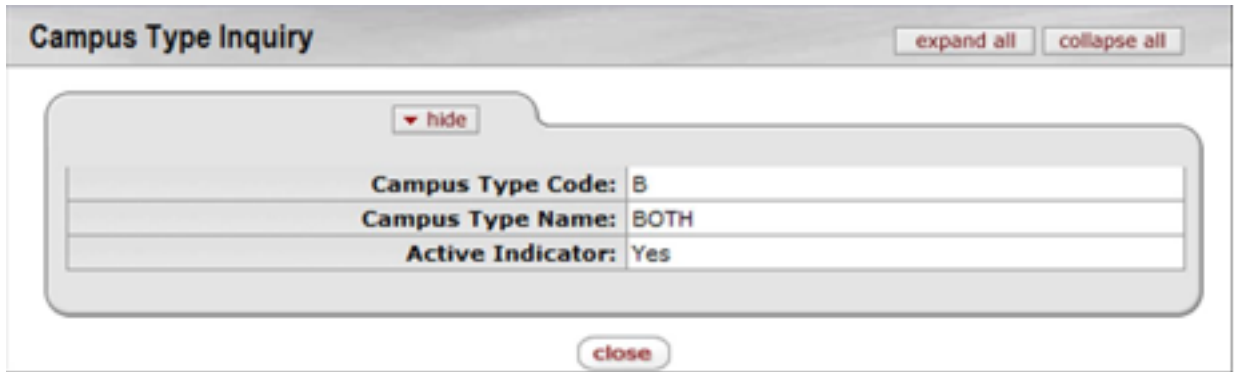 Campus Type Inquiry expand all collapse all
hide
Campus Type Code: B
Campus Type Name: BOTH
Active Indicator: Yes
close